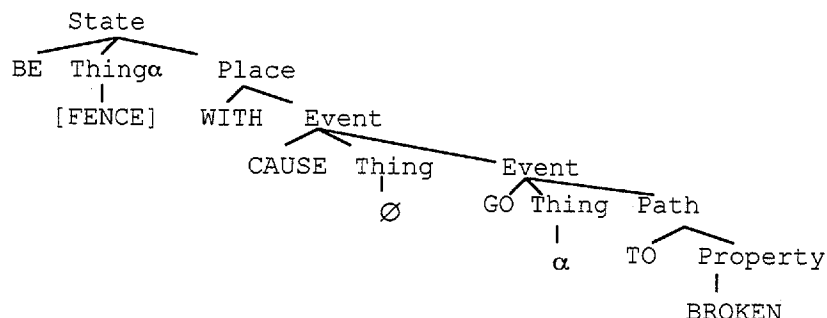 State
BE Thingα Place
[FENCE] WITH Event
CAUSE Thing Event
∅ GO Thing Path
α TO Property
BROKEN